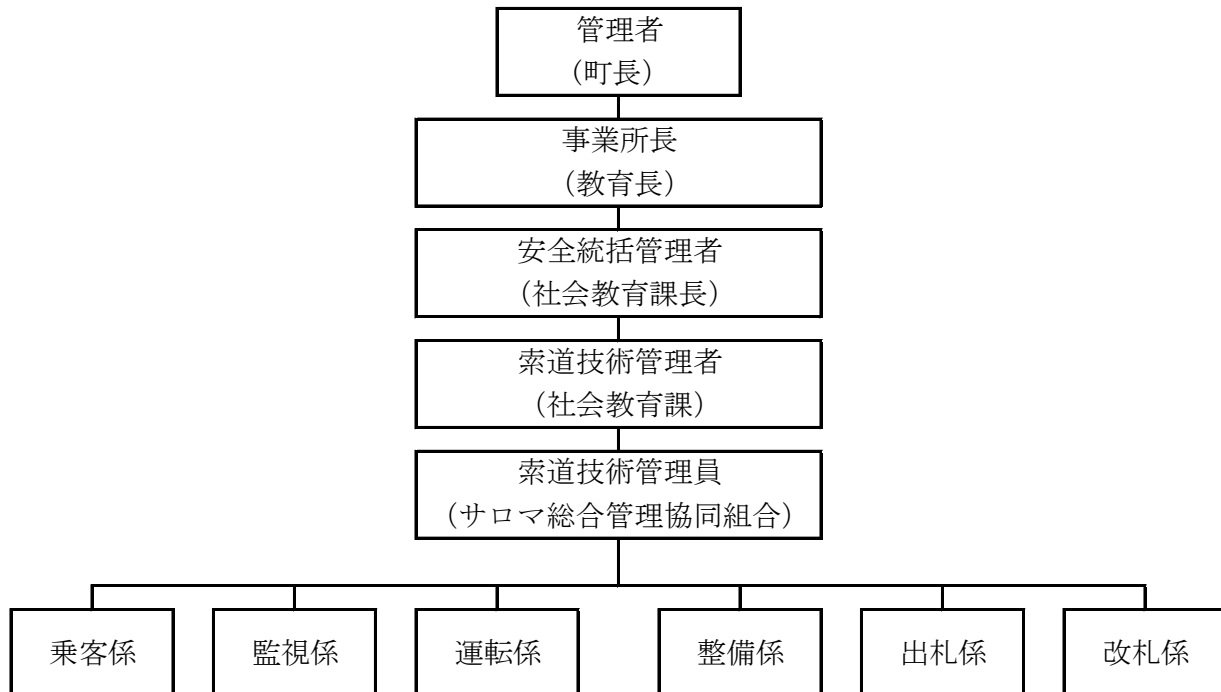 管理者
（町長）
事業所長
（教育長）
安全統括管理者
（社会教育課長）
索道技術管理者
（社会教育課）
索道技術管理員
（サロマ総合管理協同組合）
乗客係
監視係
運転係
整備係
出札係
改札係